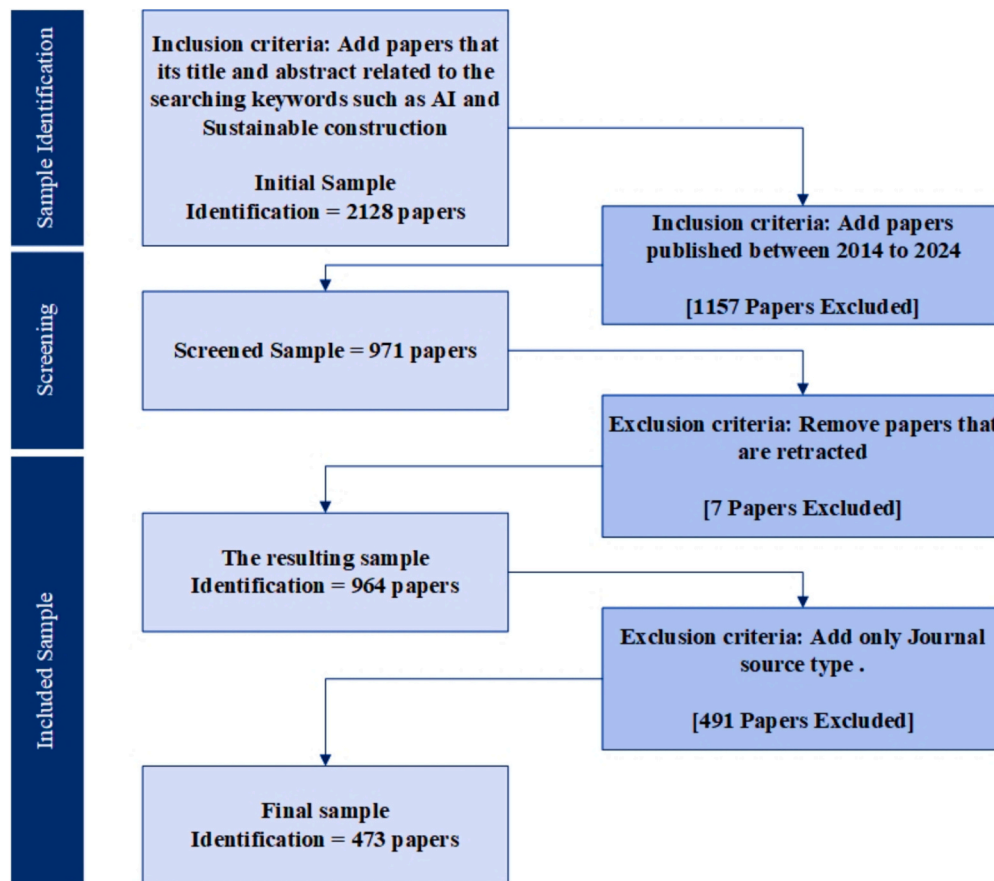 Sample Identification
Inclusion criteria: Add papers that
its title and abstract related to the
searching keywords such as AI and
Sustainable construction
Initial Sample
Identification = 2128 papers
Inclusion criteria: Add papers
published between 2014 to 2024
[1157 Papers Excluded]
Screening
Screened Sample = 971 papers
Exclusion criteria: Remove papers that
are retracted
[7 Papers Excluded]
Included Sample
The resulting sample
Identification = 964 papers
Exclusion criteria: Add only Journal
source type .
[491 Papers Excluded]
Final sample
Identification = 473 papers